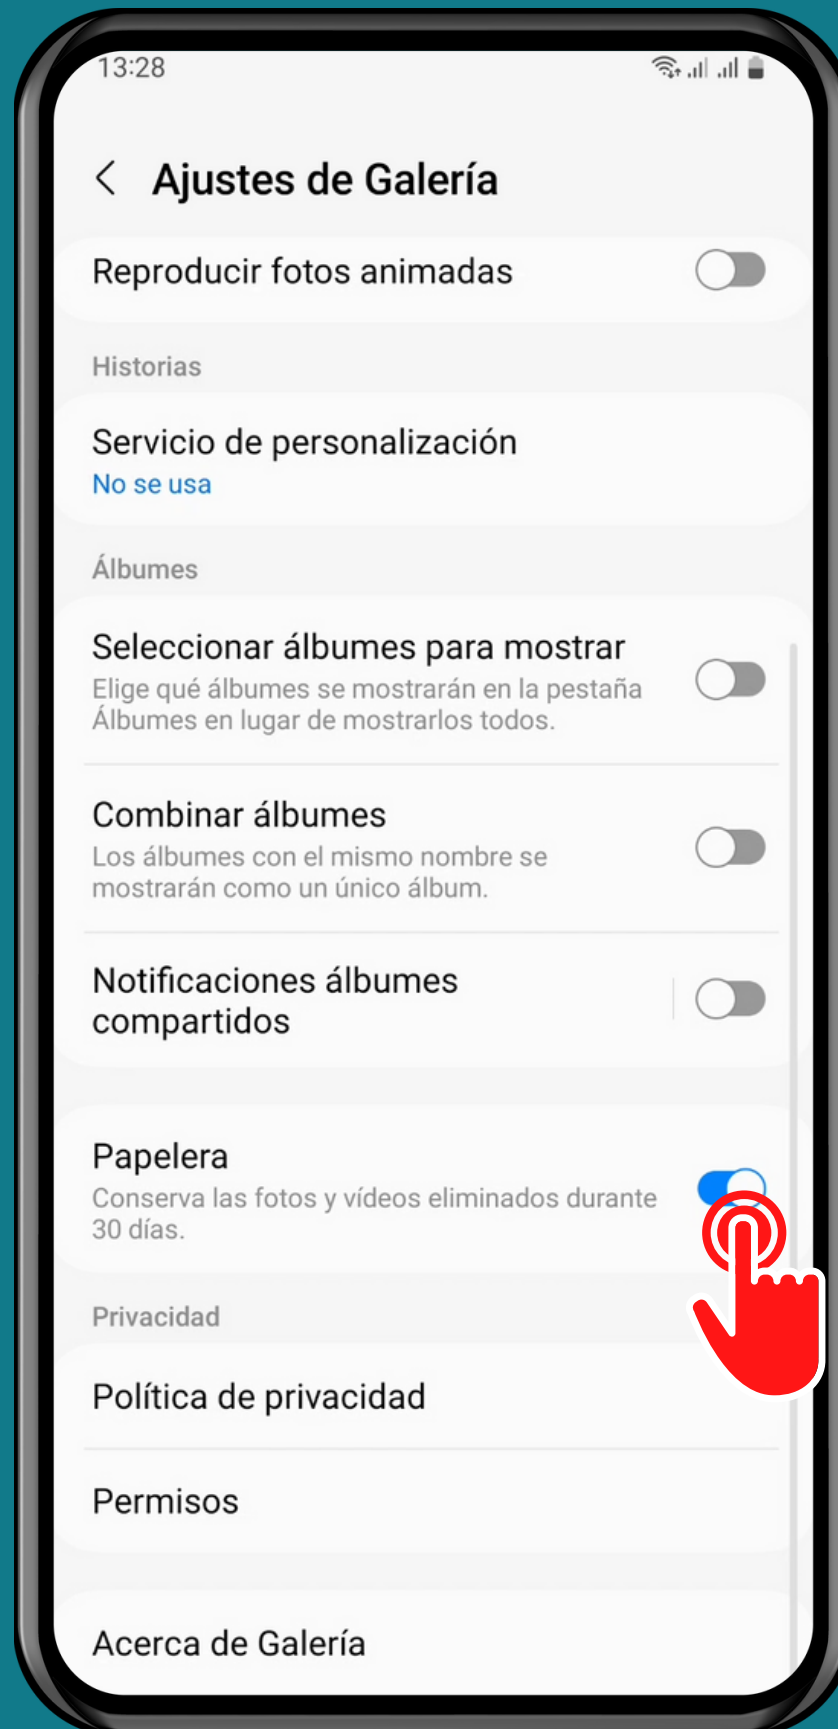 13:28
Ajustes de Galería
Reproducir fotos animadas
Historias
Servicio de personalización
No se usa
Álbumes
Seleccionar álbumes para mostrar
Elige qué álbumes se mostrarán en la pestaña
Álbumes en lugar de mostrarlos todos.
Combinar álbumes
Los álbumes con el mismo nombre se
mostrarán como un único álbum.
Notificaciones álbumes
compartidos
Papelera
Conserva las fotos y vídeos eliminados durante
30 días.
Privacidad
Política de privacidad
Permisos
Acerca de Galería